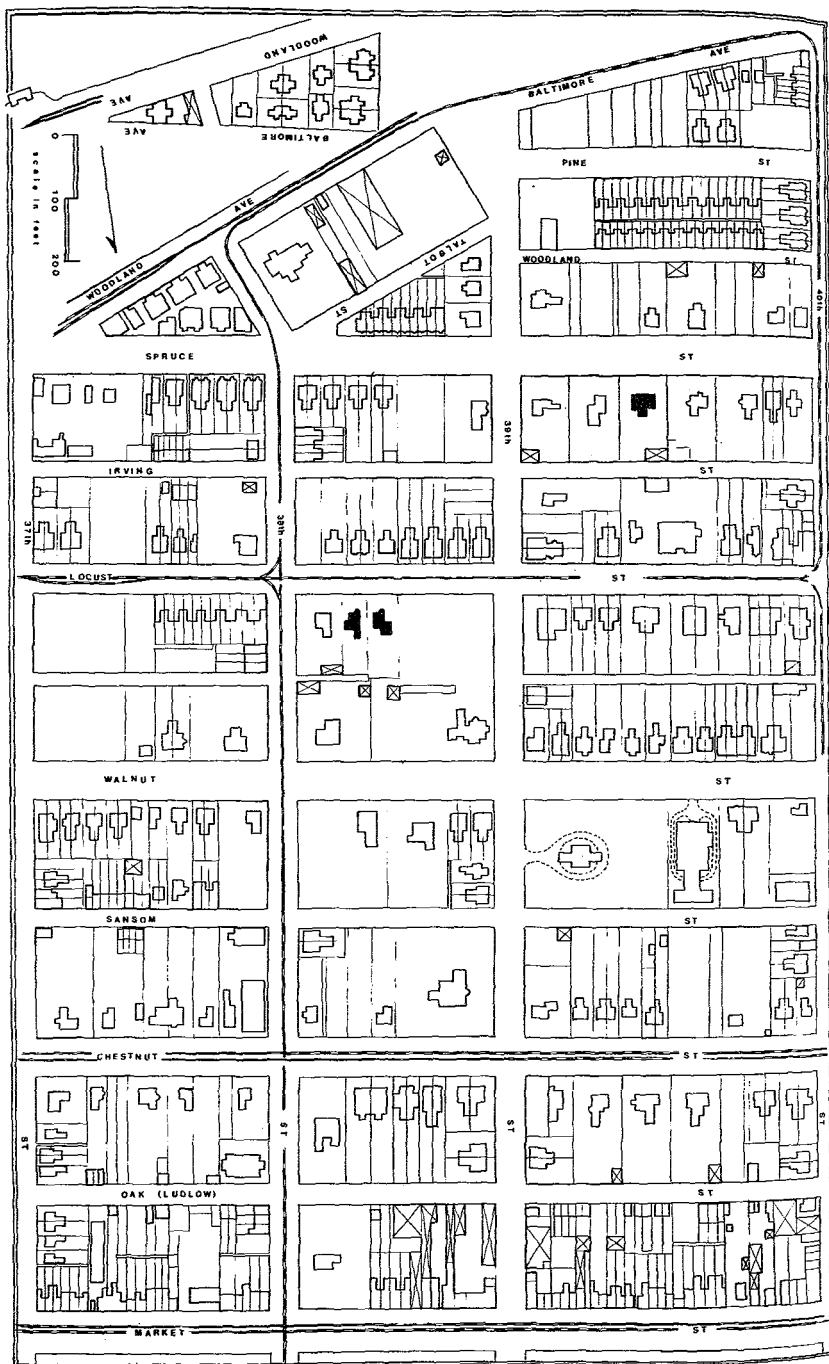 WOODLAND
AVE
AVE
BALTIMORE
BALTIMORE AVE
0
100
200
scale in feet
PINE ST
WOODLAND AVE
TALBOT ST
WOODLAND ST
40th
SPRUCE ST
39th
IRVING ST
37th
38th
LOCUST ST
WALNUT ST
SANSOM ST
CHESTNUT ST
ST
ST
ST
ST
OAK (LUDLOW) ST
MARKET ST